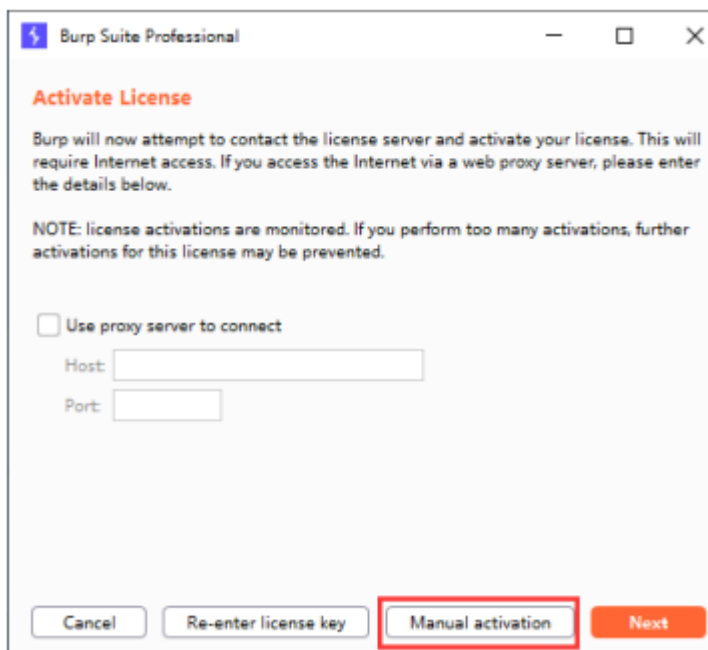 Burp Suite Professional
Activate License
Burp will now attempt to contact the license server and activate your license. This will
require Internet access. If you access the Internet via a web proxy server, please enter
the details below.
NOTE: license activations are monitored. If you perform too many activations, further
activations for this license may be prevented.
Use proxy server to connect
Host:
Port:
Cancel Re-enter license key Manual activation Next